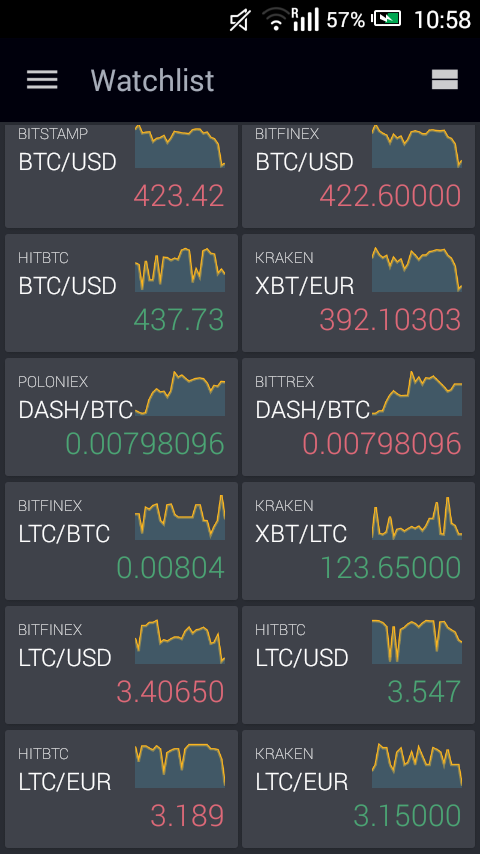 R 57% 10:58
Watchlist
BITSTAMP
BTC/USD
423.42
BITFINEX
BTC/USD
422.60000
HITBTC
BTC/USD
437.73
KRAKEN
XBT/EUR
392.10303
POLONIEX
DASH/BTC
0.00798096
BITTREX
DASH/BTC
0.00798096
BITFINEX
LTC/BTC
0.00804
KRAKEN
XBT/LTC
123.65000
BITFINEX
LTC/USD
3.40650
HITBTC
LTC/USD
3.547
HITBTC
LTC/EUR
3.189
KRAKEN
LTC/EUR
3.15000